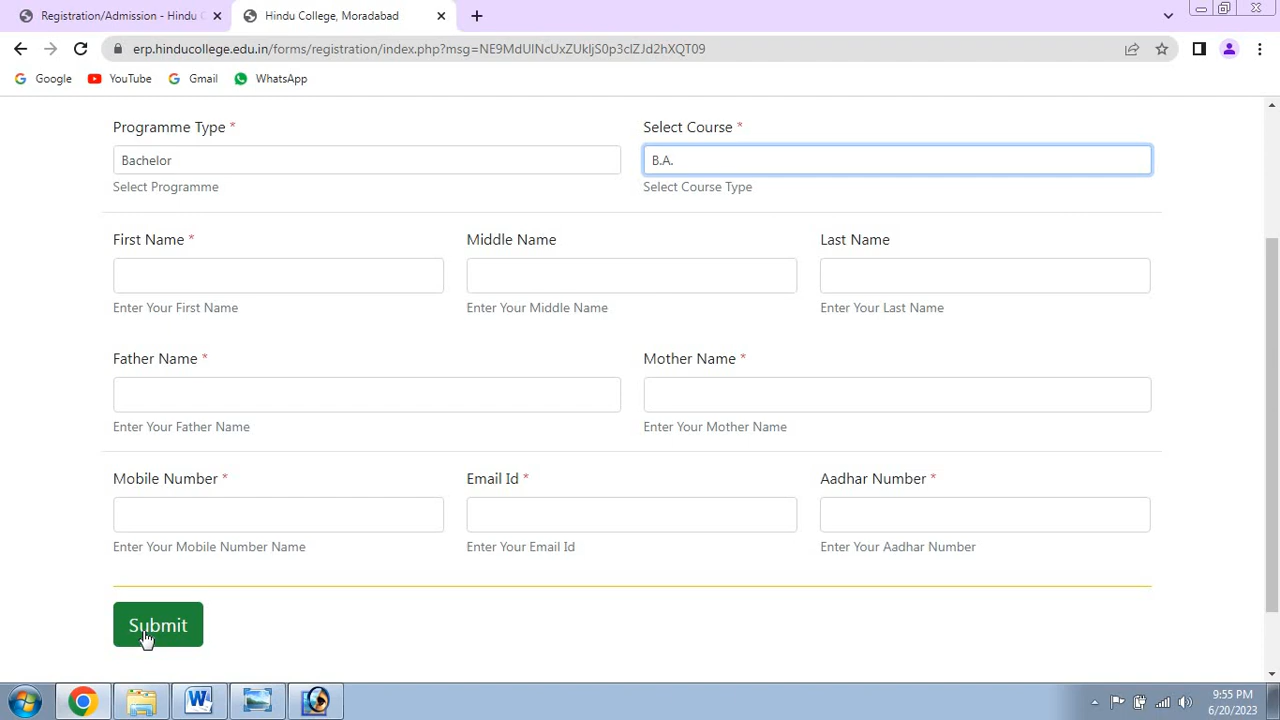 Registration/Admission - Hindu C
Hindu College, Moradabad
erp.hinducollege.edu.in/forms/registration/index.php?msg=
Google
YouTube
Gmail
WhatsApp
Programme Type *
Select Course *
Bachelor
B.A.
Select Programme
Select Course Type
First Name *
Middle Name
Last Name
Enter Your First Name
Enter Your Middle Name
Enter Your Last Name
Father Name *
Mother Name *
Enter Your Father Name
Enter Your Mother Name
Mobile Number *
Email Id *
Aadhar Number *
Enter Your Mobile Number Name
Enter Your Email Id
Enter Your Aadhar Number
Submit
9:55 PM
6/20/2023